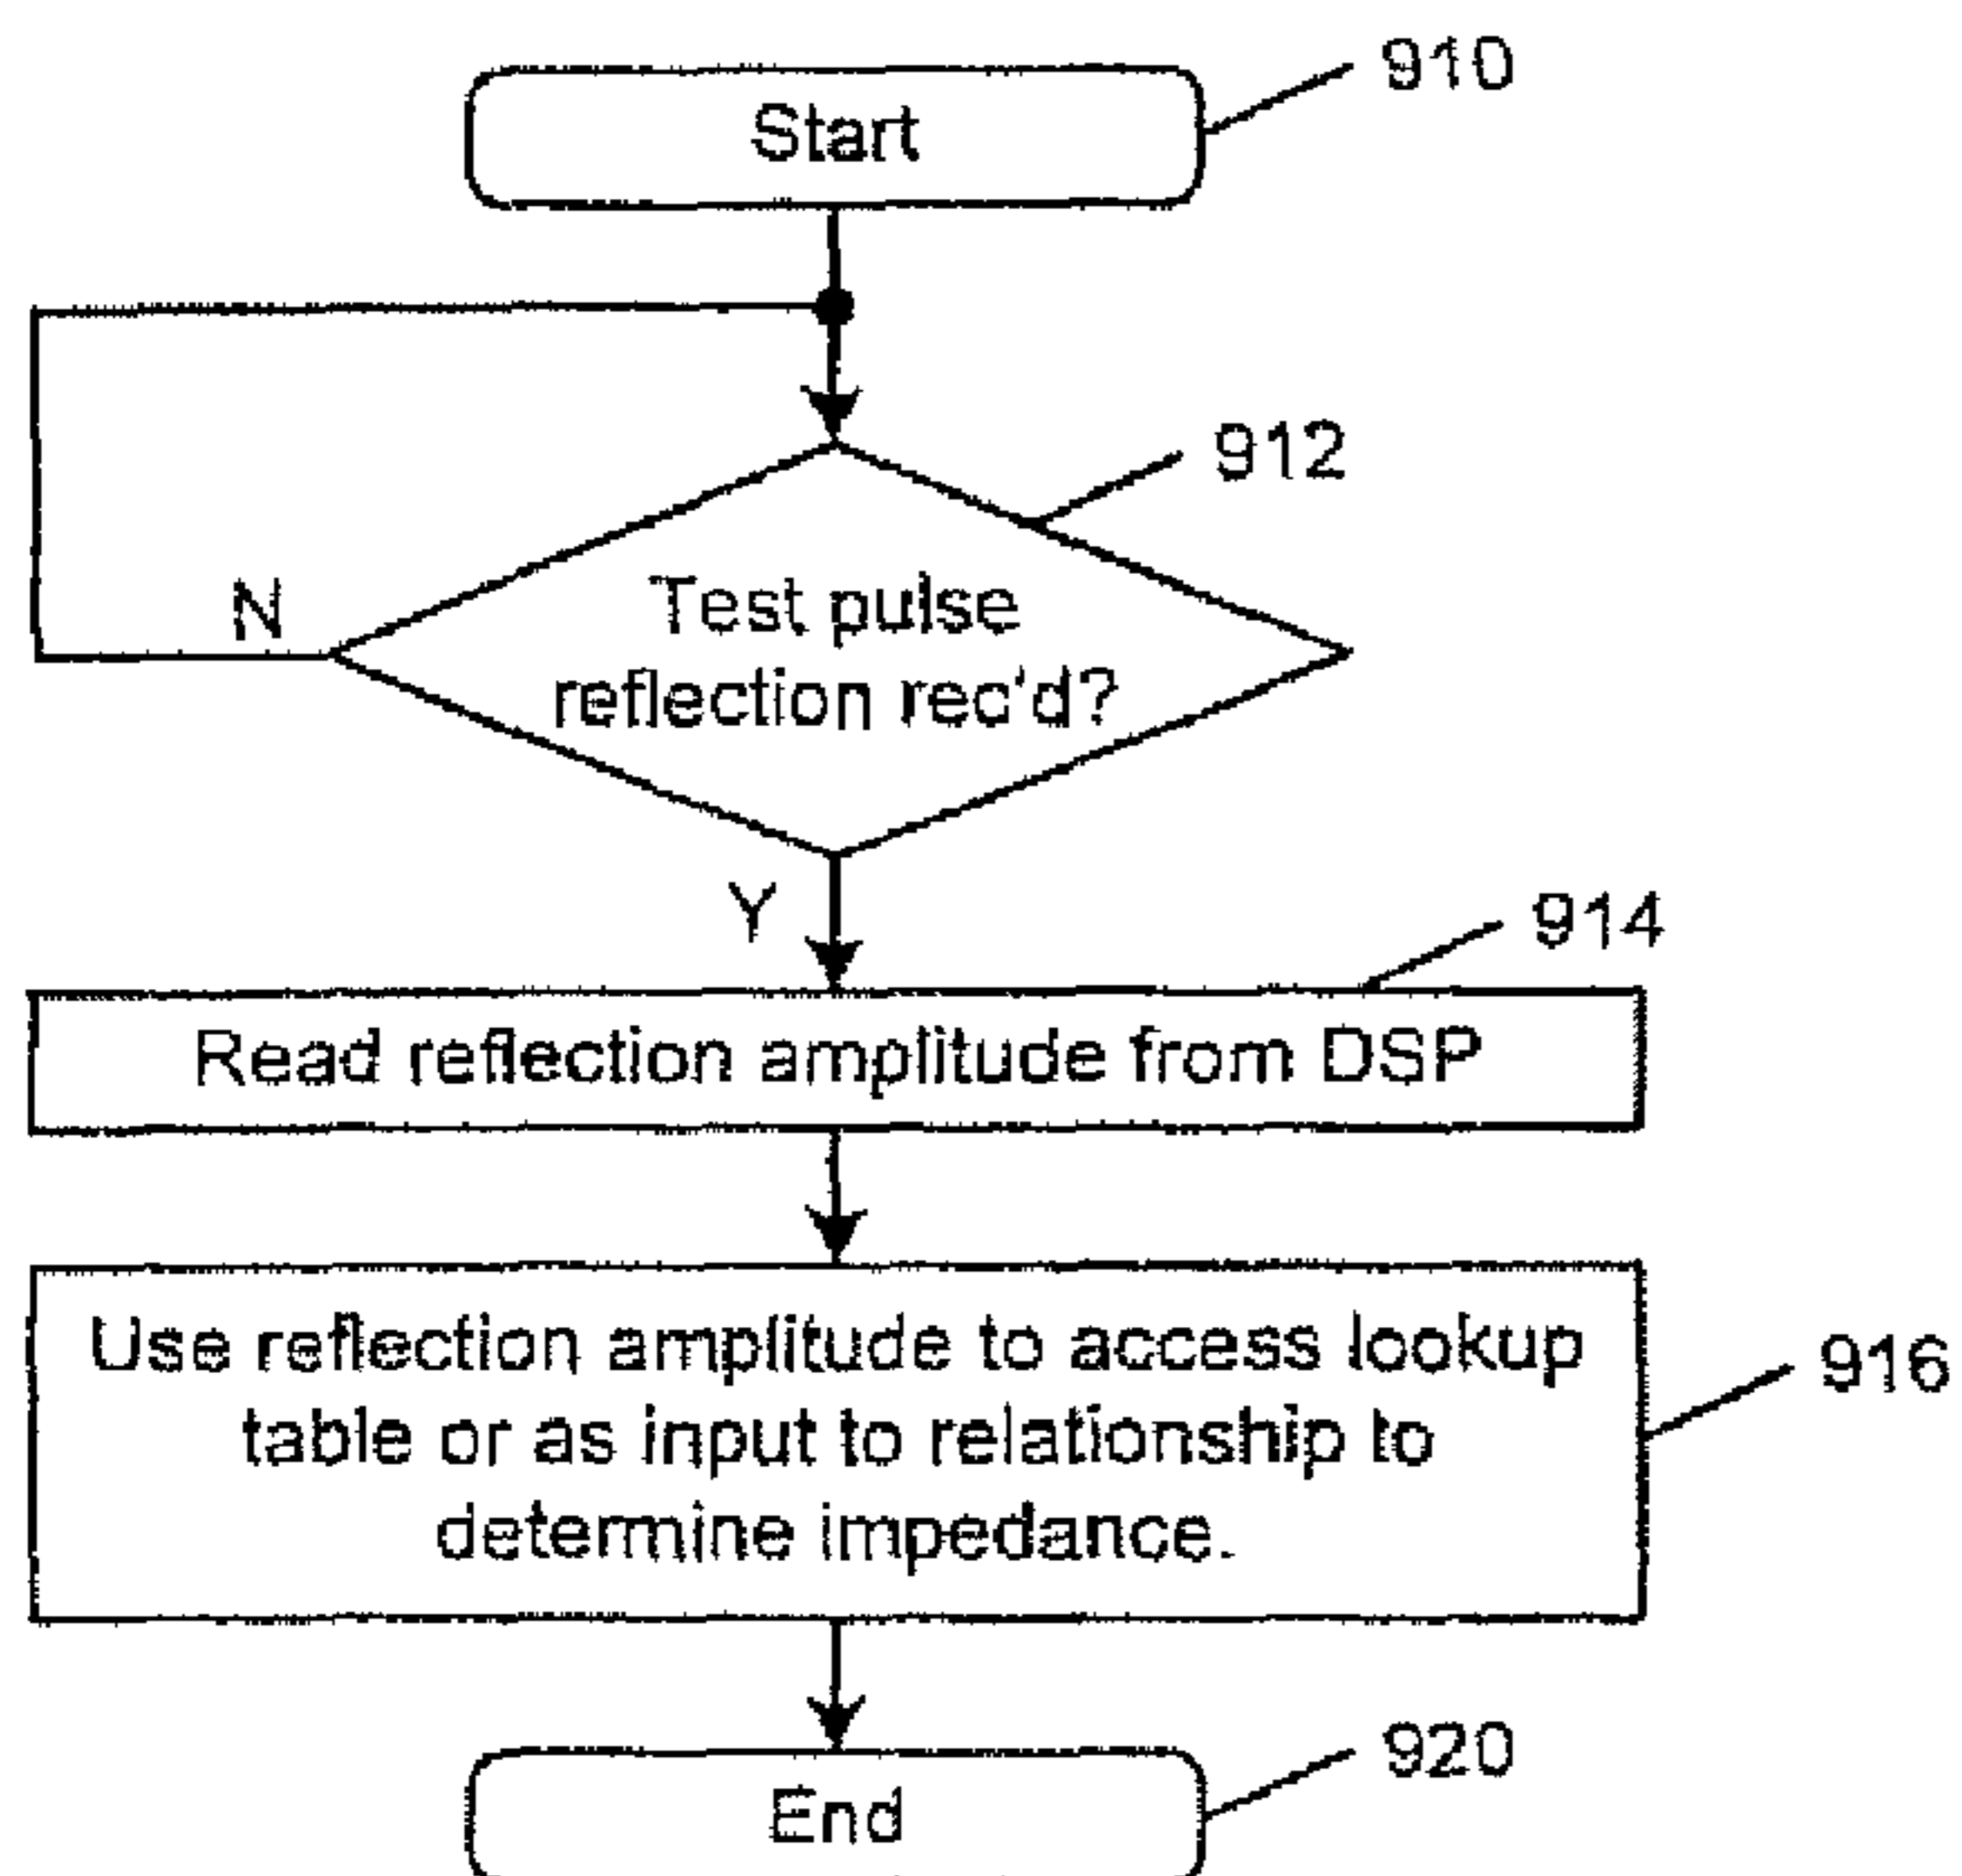 910
Start
912
N
Test pulse
reflection rec'd?
Y
914
Read reflection amplitude from DSP
Use reflection amplitude to access lookup
table or as input to relationship to
determine impedance.
916
920
End